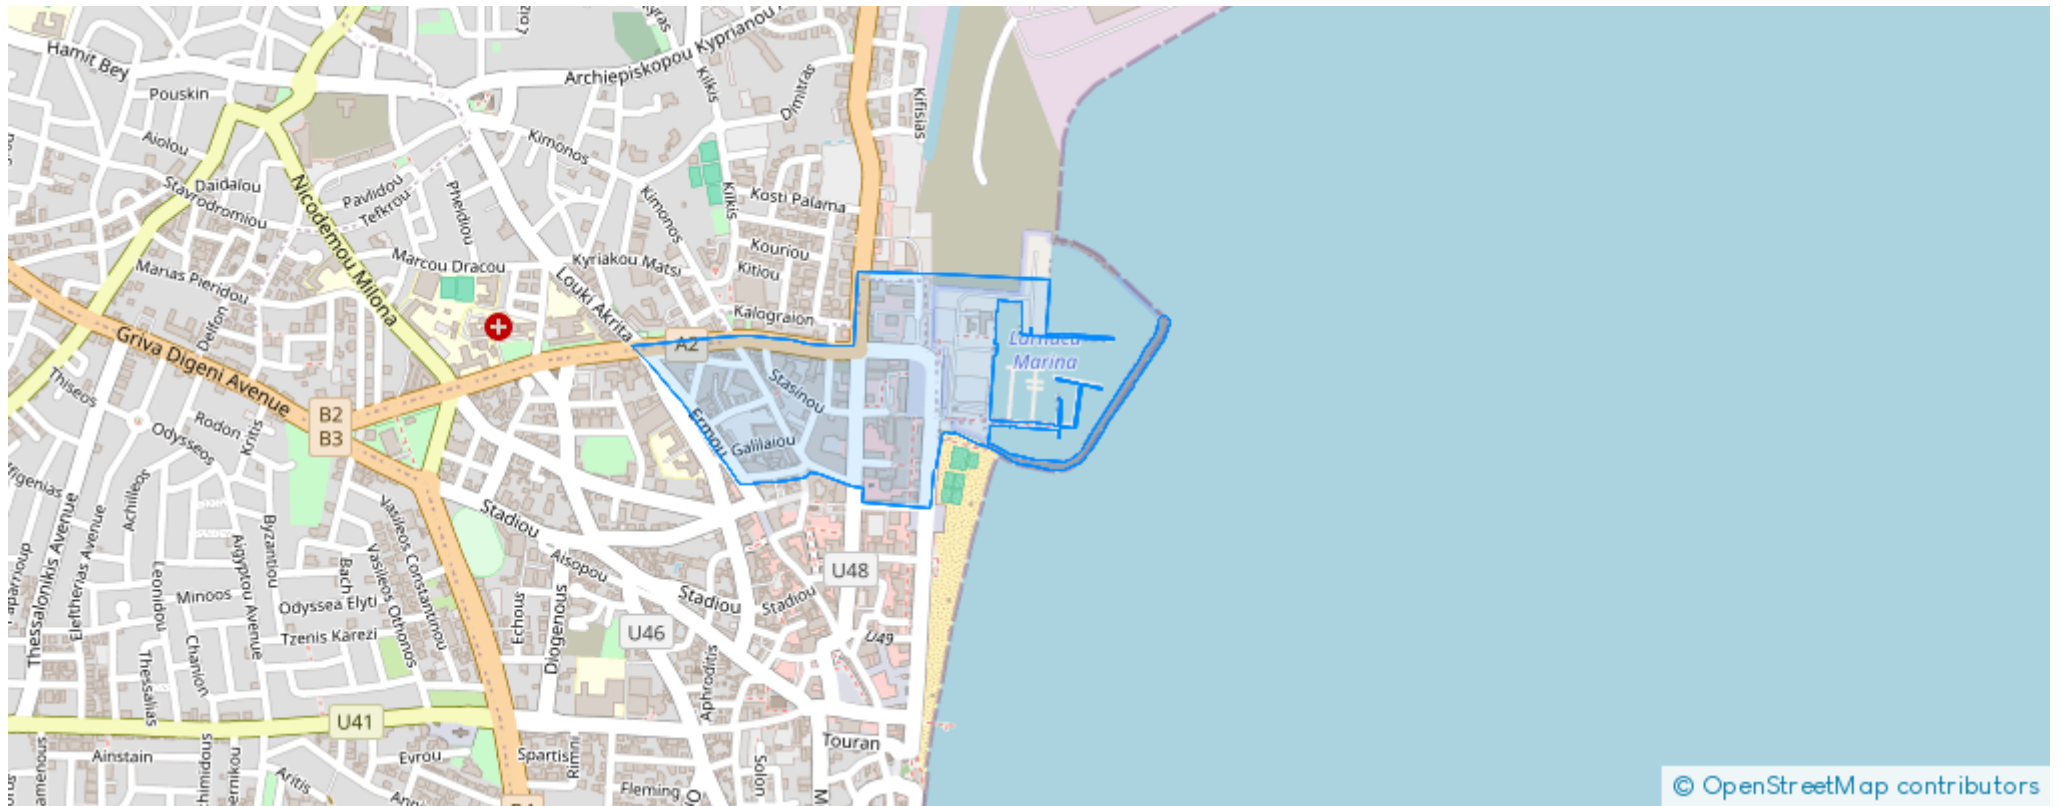 Hamit Bey
Pouskin
Aiolou
Daidalou
Stavrodromiou
Nicodemou Milona
Pavlidou
Tefkrou
Pheidiou
Marcou Dracou
Archiepiskopou Kyprianou
Kilkis
Dimitras
Kifisias
Kimonos
Kimonos
Kilkis
Kosti Palama
Kouriou
Kitiou
Kyriakou Matsi
Kalograion
Louki Akrita
Marias Pieridou
Delfon
Griva Digeni Avenue
A2
Larnaca
Marina
Thiseos
Rodon
Kritis
Odysseos
B2
B3
Stasinou
Ermou
Galilaiou
Achilleos
Eleftherias Avenue
Thessalonikis Avenue
Byzantiou
Aigyptou Avenue
Vasileos Constantinou
Vasileos Othonos
Bach
Stadiou
Aisopou
Stadiou
Stadiou
U48
U49
U46
Leonidou
Minoos
Odyssea Elyti
Tzenis Karezi
Echous
Diogenous
Aphroditis
Thessalias
Chanion
U41
Ainstain
Evrou
Aritis
Spartis
Rimni
Fleming
Solon
Touran
© OpenStreetMap contributors